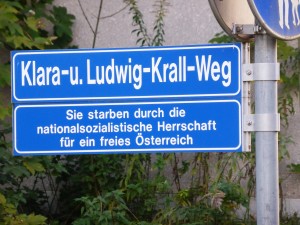 Klara-u. Ludwig-Krall-Weg
Sie starben durch die
nationalsozialistische Herrschaft
für ein freies Österreich